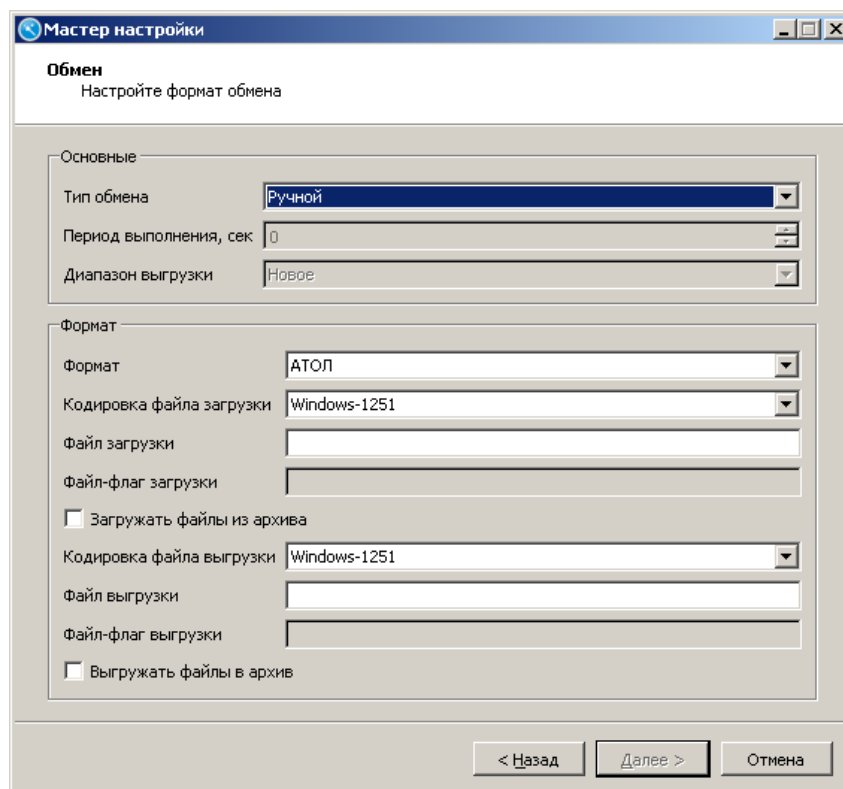 Мастер настройки
Обмен
Настройте формат обмена
Основные
Тип обмена Ручной
Период выполнения, сек 0
Диапазон выгрузки Новое
Формат
Формат АТОЛ
Кодировка файла загрузки Windows-1251
Файл загрузки
Файл-флаг загрузки
Загружать файлы из архива
Кодировка файла выгрузки Windows-1251
Файл выгрузки
Файл-флаг выгрузки
Выгружать файлы в архив
< Назад Далее > Отмена